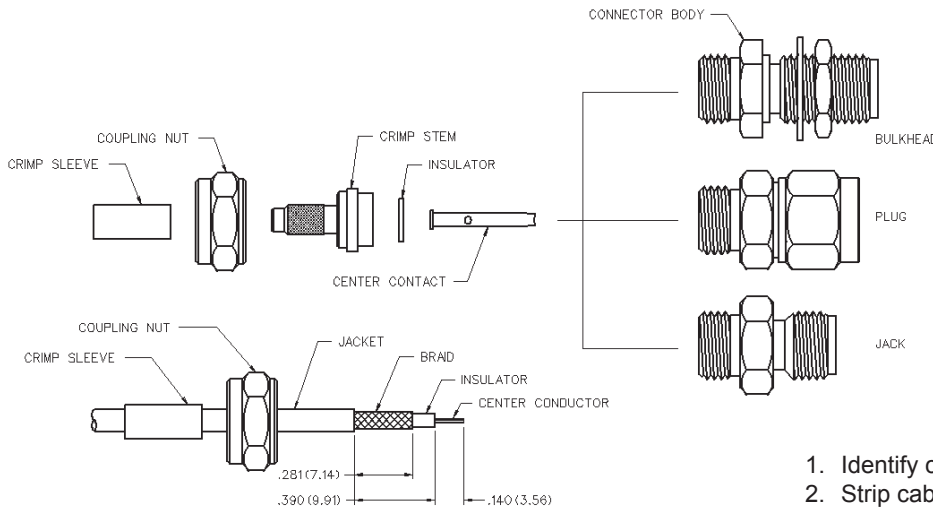 CONNECTOR BODY
COUPLING NUT
CRIMP STEM
CRIMP SLEEVE
INSULATOR
BULKHEAD
CENTER CONTACT
PLUG
COUPLING NUT
JACKET
CRIMP SLEEVE
BRAID
INSULATOR
CENTER CONDUCTOR
JACK
.281(7.14)
.390(9.91)
.140(3.56)
1. Identify c
2. Strip cab